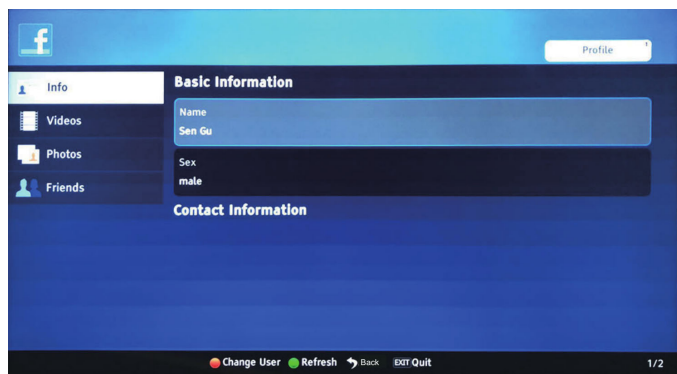 f
Profile
Info
Videos
Photos
Friends
Basic Information
Name
Sen Gu
Sex
male
Contact Information
Change User Refresh Back EXIT Quit 1/2